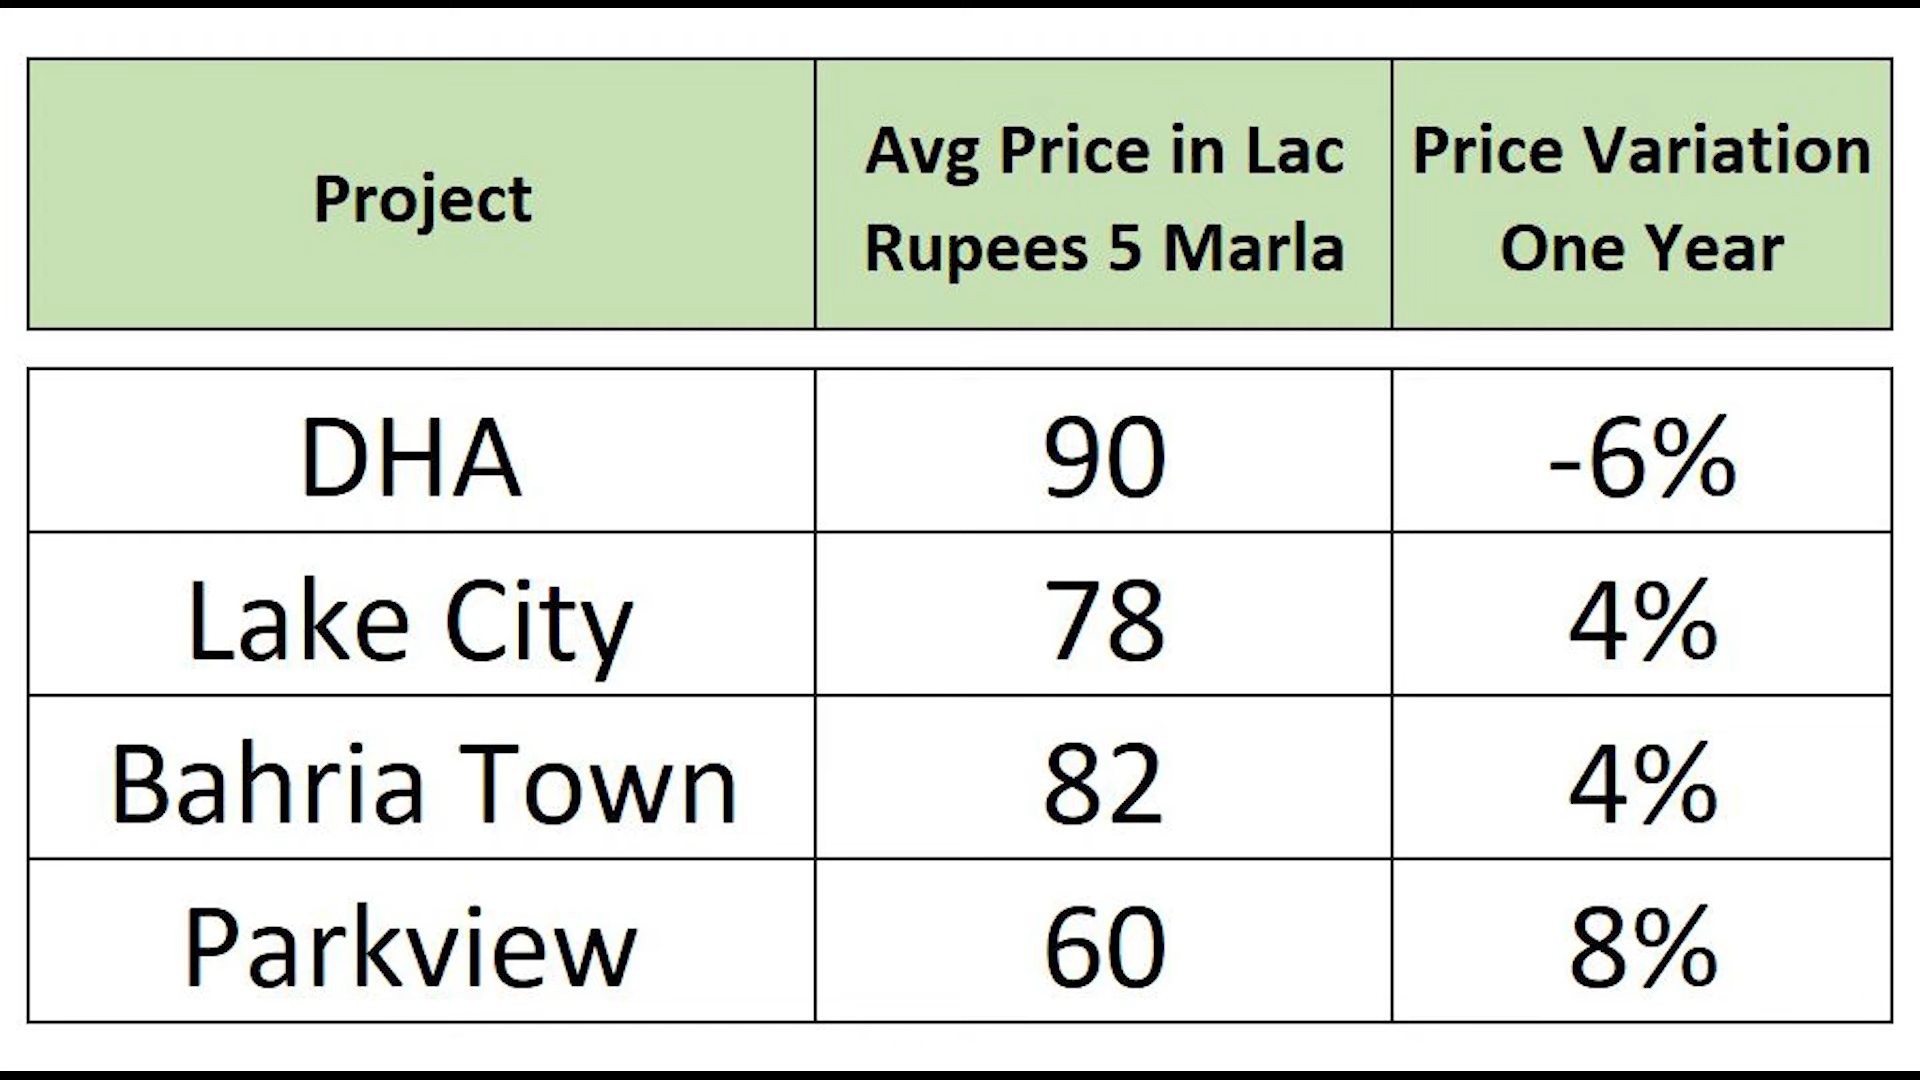 Project
Avg Price in Lac
Rupees 5 Marla
Price Variation
One Year
DHA 90 -6%
Lake City 78 4%
Bahria Town 82 4%
Parkview 60 8%